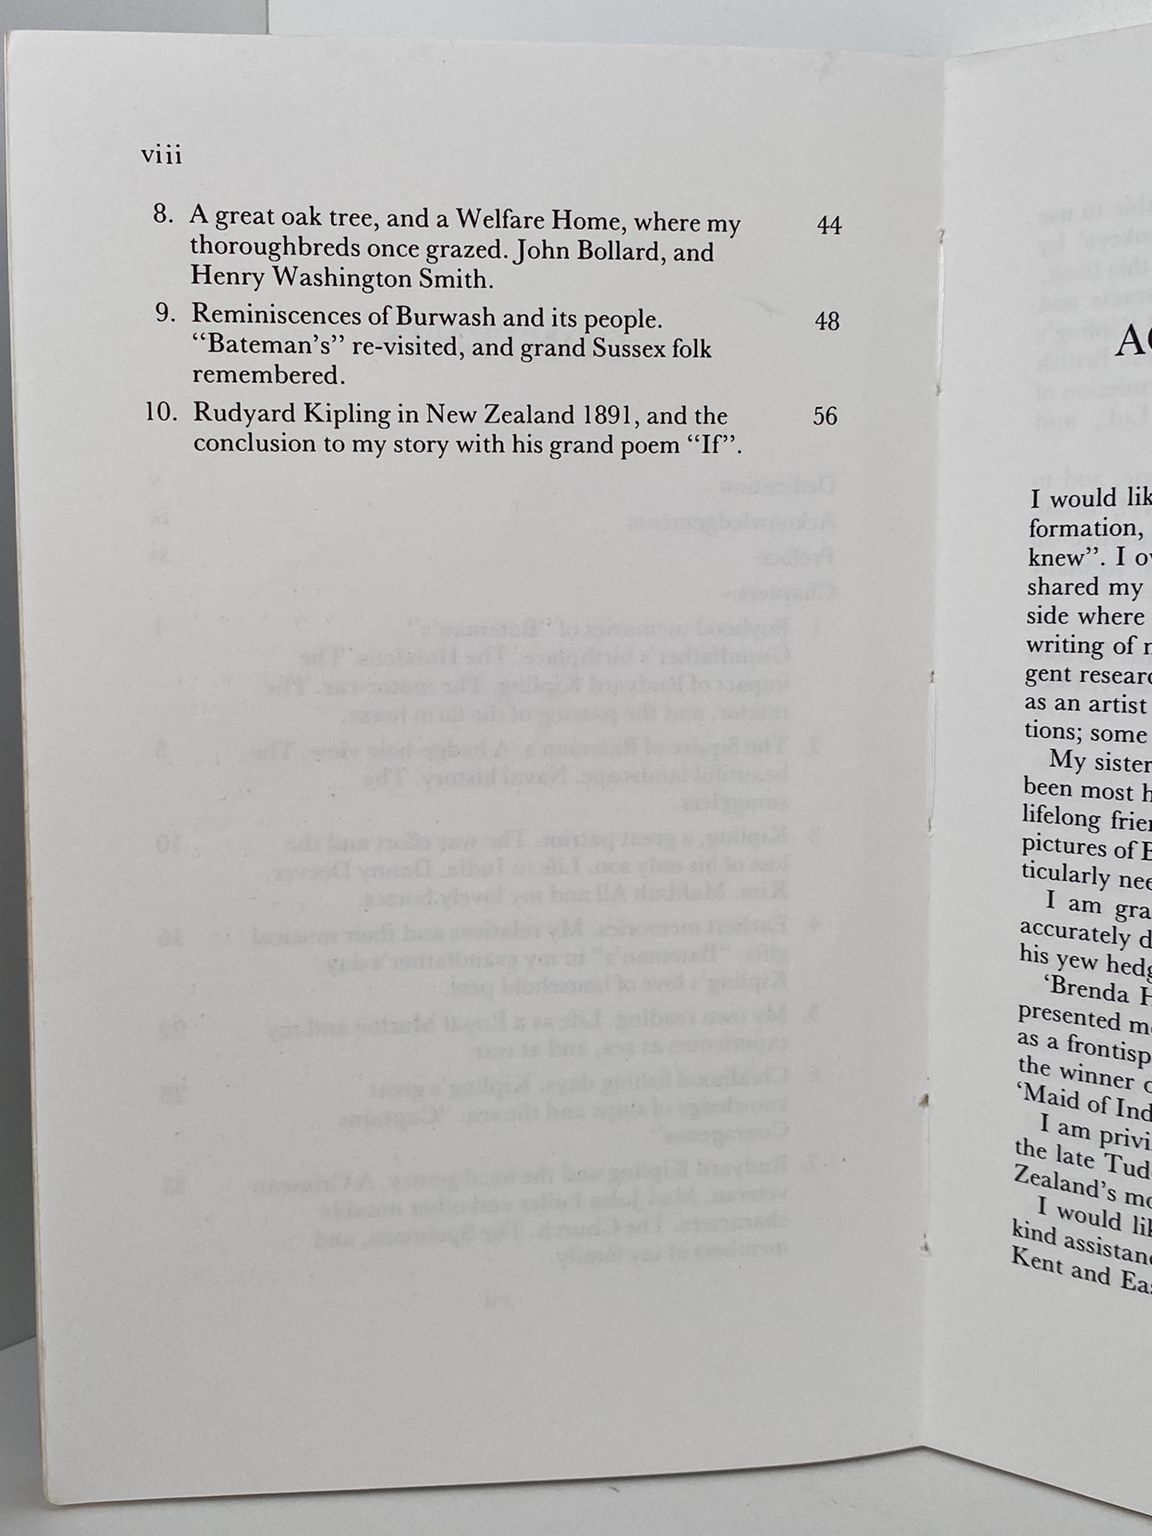 viii
8. A great oak tree, and a Welfare Home, where my 44
thoroughbreds once grazed. John Bollard, and
Henry Washington Smith.
9. Reminiscences of Burwash and its people. 48
“Bateman’s” re-visited, and grand Sussex folk
remembered.
10. Rudyard Kipling in New Zealand 1891, and the 56
conclusion to my story with his grand poem “If”.
I would lik
formation,
knew”. I ov
shared my
side where
writing of
gent researc
as an artist
tions; some
My sister
been most h
lifelong frien
pictures of B
ticularly nee
I am gra
accurately d
his yew hedg
‘Brenda H
presented m
as a frontisp
the winner o
‘Maid of Ind
I am privi
the late Tud
Zealand’s mo
I would lik
kind assistanc
Kent and Eas